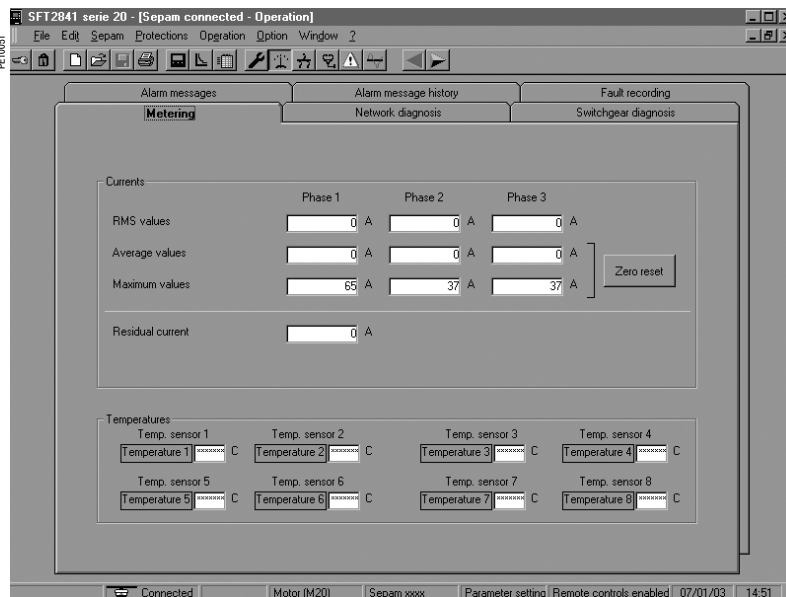 SFT2841 serie 20 - [Sepam connected - Operation]
File Edit Sepam Protections Operation Option Window ?
Alarm messages Alarm message history Fault recording
Metering Network diagnosis Switchgear diagnosis
Currents
Phase 1 Phase 2 Phase 3
RMS values 0 A 0 A 0 A
Average values 0 A 0 A 0 A
Zero reset
Maximum values 65 A 37 A 37 A
Residual current 0 A
Temperatures
Temp. sensor 1 Temp. sensor 2 Temp. sensor 3 Temp. sensor 4
Temperature 1 ******* C Temperature 2 ******* C Temperature 3 ******* C Temperature 4 ******* C
Temp. sensor 5 Temp. sensor 6 Temp. sensor 7 Temp. sensor 8
Temperature 5 ******* C Temperature 6 ******* C Temperature 7 ******* C Temperature 8 ******* C
Connected Motor (M20) Sepam xxxx Parameter setting Remote controls enabled 07/01/03 14:51